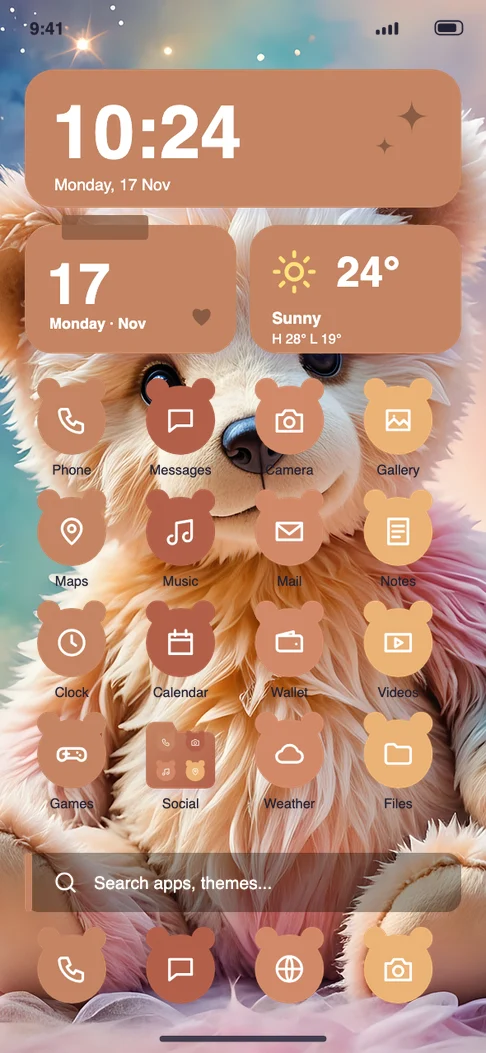 9:41
10:24
Monday, 17 Nov
17
Monday · Nov
24°
Sunny
H 28° L 19°
Phone Messages Camera Gallery
Maps Music Mail Notes
Clock Calendar Wallet Videos
Games Social Weather Files
Search apps, themes...